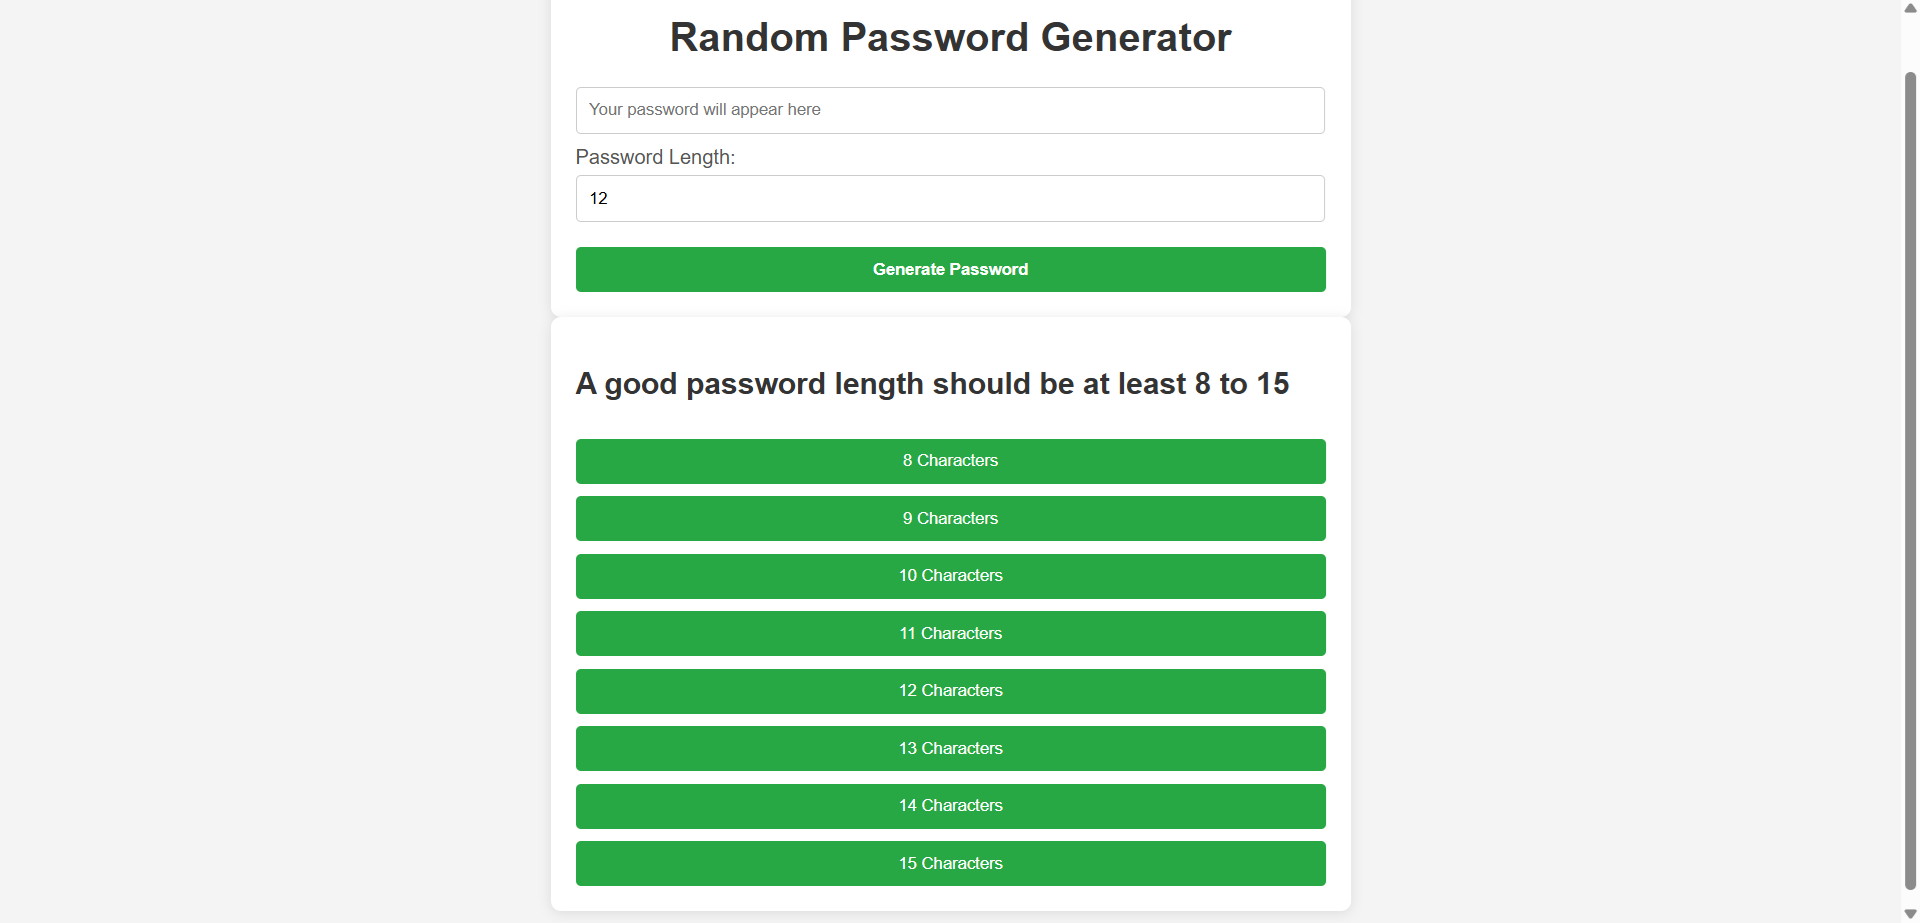 Random Password Generator
Your password will appear here
Password Length:
12
Generate Password
A good password length should be at least 8 to 15
8 Characters
9 Characters
10 Characters
11 Characters
12 Characters
13 Characters
14 Characters
15 Characters